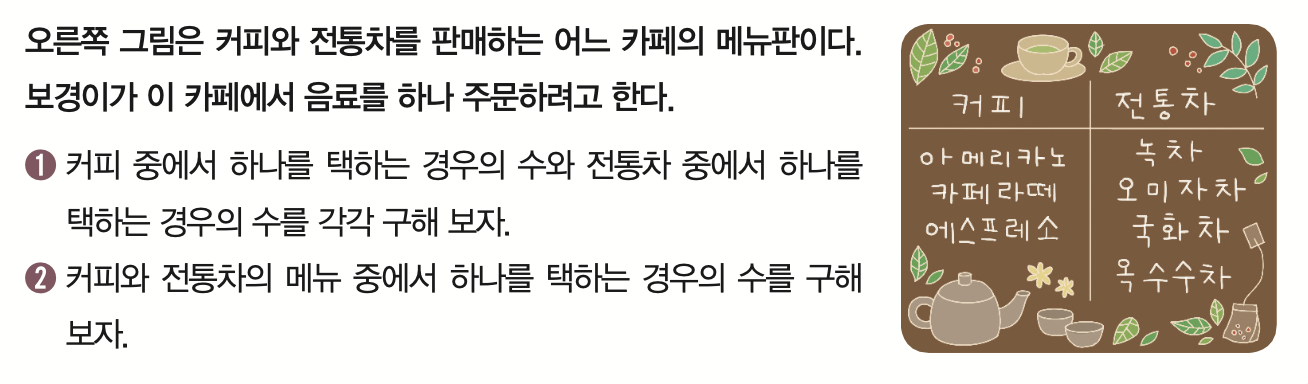 오른쪽 그림은 커피와 전통차를 판매하는 어느 카페의 메뉴판이다.
보경이가 이 카페에서 음료를 하나 주문하려고 한다.
1 커피 중에서 하나를 택하는 경우의 수와 전통차 중에서 하나를
택하는 경우의 수를 각각 구해 보자.
2 커피와 전통차의 메뉴 중에서 하나를 택하는 경우의 수를 구해
보자.
커피
아메리카노
카페라떼
에스프레소
전통차
녹차
오미자차
국화차
옥수수차